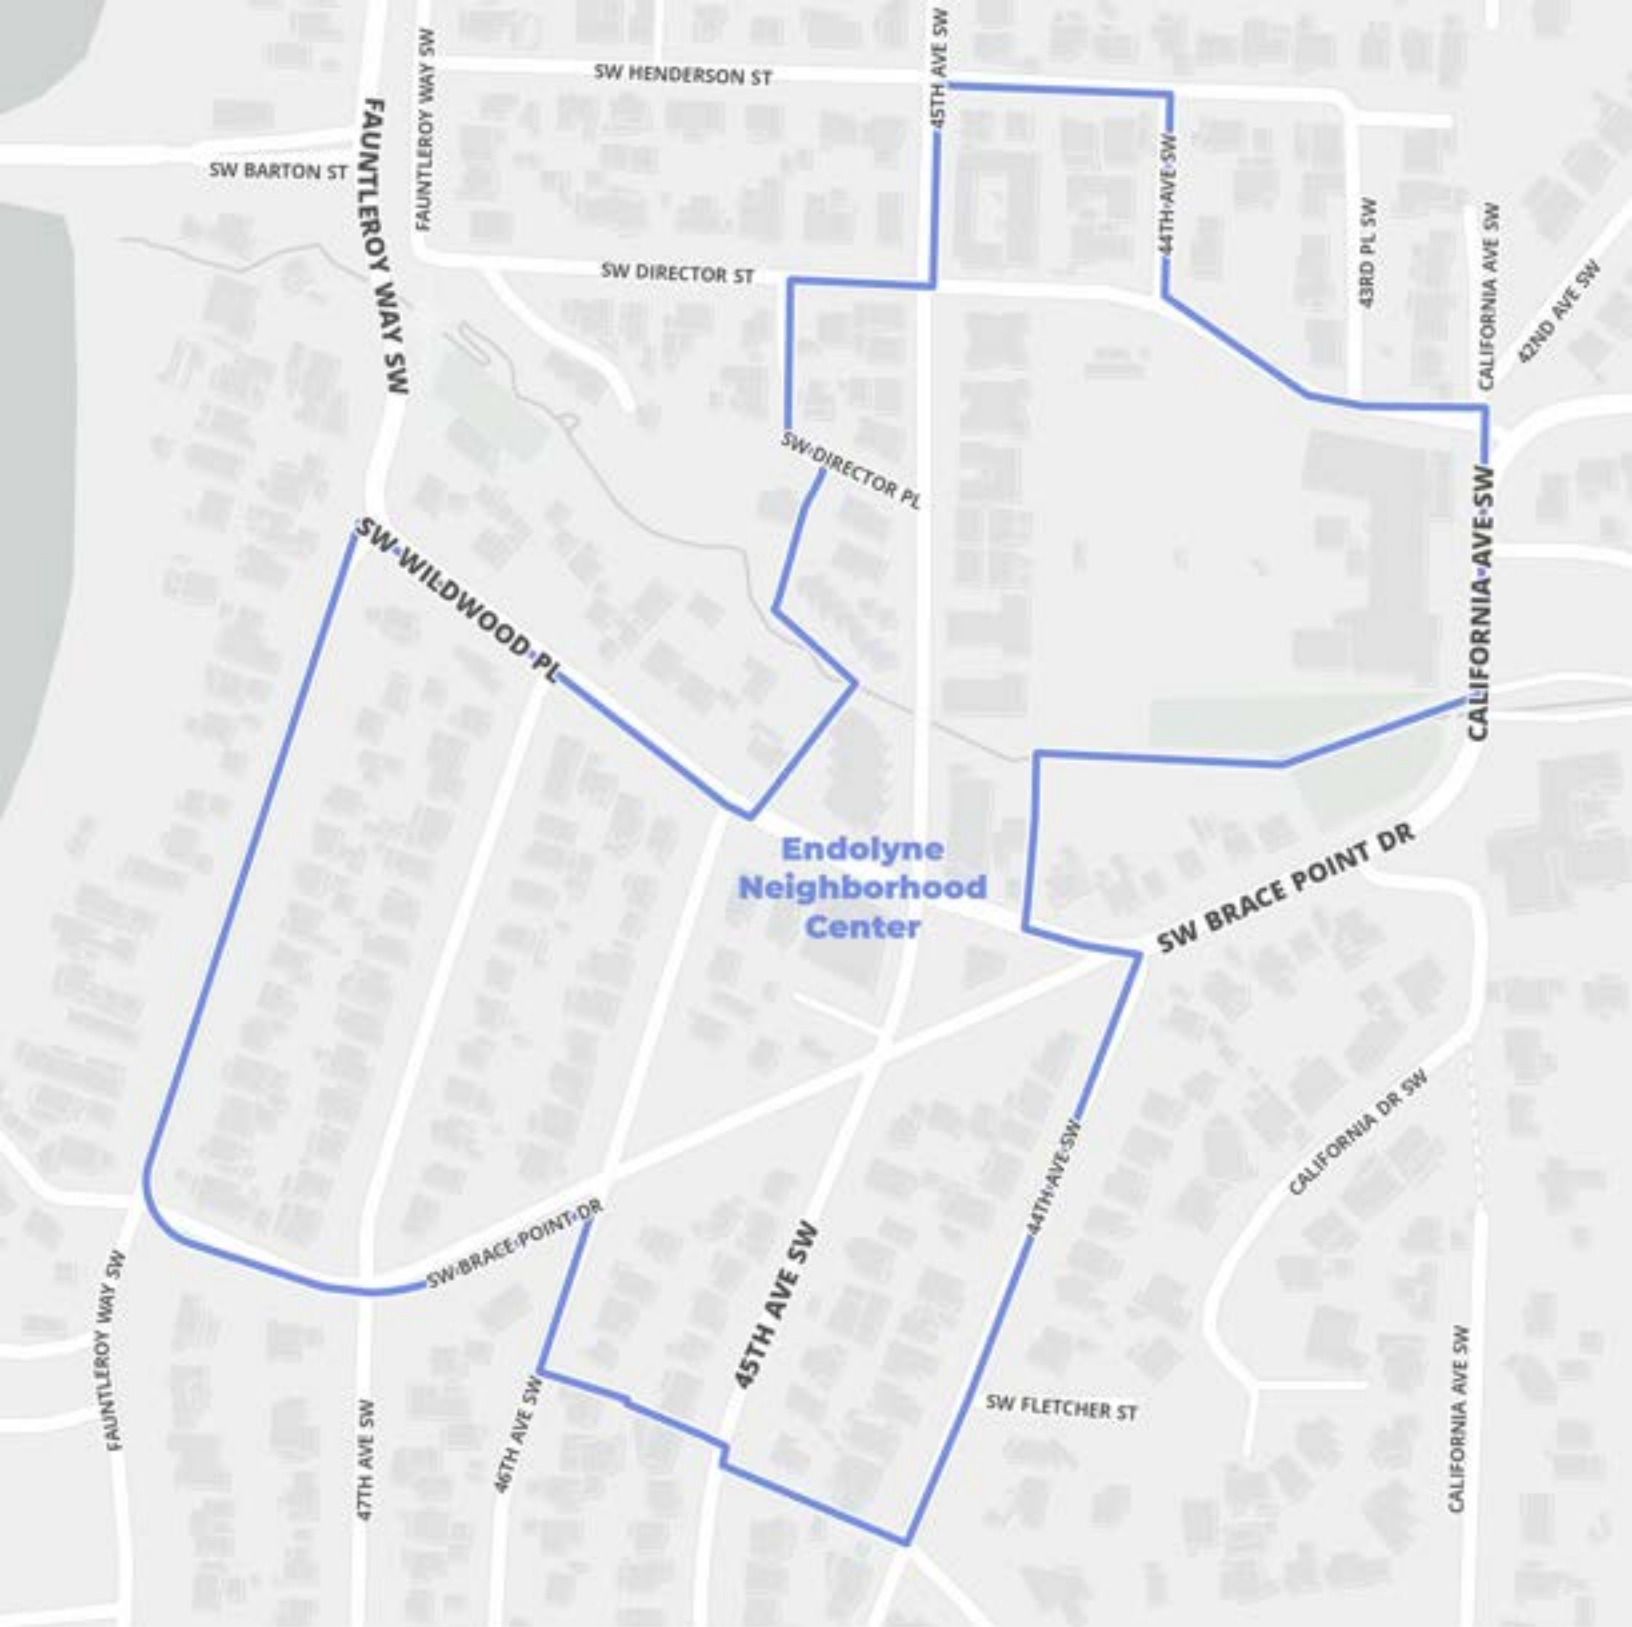 45TH AVE SW
FAUNTLEROY WAY SW
SW HENDERSON ST
FAUNTLEROY WAY SW
SW BARTON ST
44TH AVE SW
43RD PL SW
CALIFORNIA AVE SW
42ND AVE SW
SW DIRECTOR ST
SW DIRECTOR PL
CALIFORNIA AVE SW
SW WILDWOOD PL
Endolyne
Neighborhood
Center
SW BRACE POINT DR
CALIFORNIA DR SW
44TH AVE SW
SW BRACE POINT DR
45TH AVE SW
FAUNTLEROY WAY SW
47TH AVE SW
46TH AVE SW
SW FLETCHER ST
CALIFORNIA AVE SW